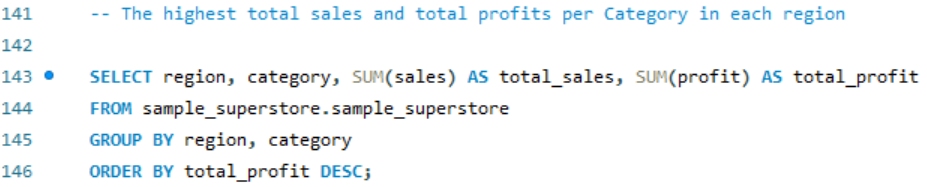 141 -- The highest total sales and total profits per Category in each region
142
143 SELECT region, category, SUM(sales) AS total_sales, SUM(profit) AS total_profit
144 FROM sample_superstore.sample_superstore
145 GROUP BY region, category
146 ORDER BY total_profit DESC;